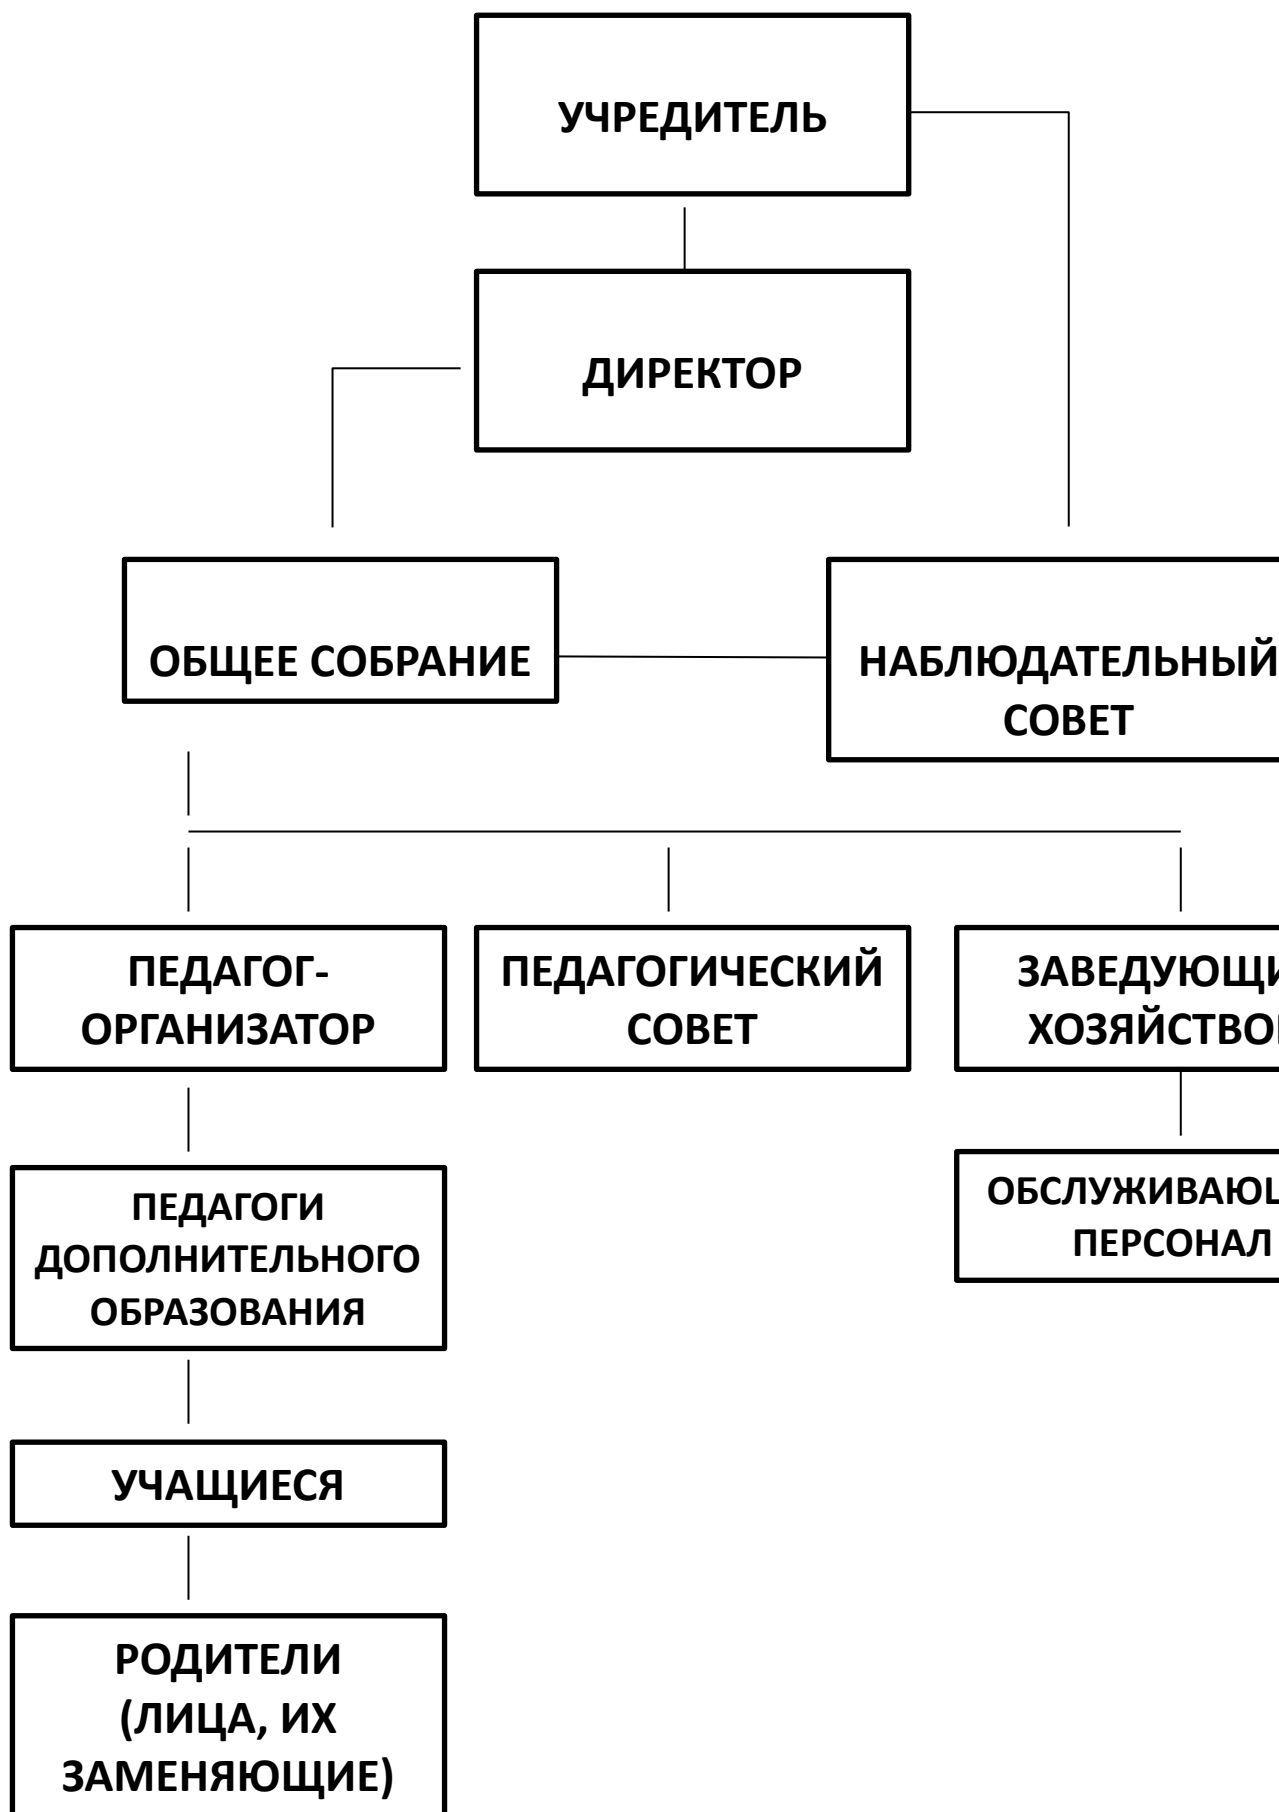 УЧРЕДИТЕЛЬ
ДИРЕКТОР
ОБЩЕЕ СОБРАНИЕ
НАБЛЮДАТЕЛЬНЫЙ
СОВЕТ
ПЕДАГОГ-
ОРГАНИЗАТОР
ПЕДАГОГИЧЕСКИЙ
СОВЕТ
ПЕДАГОГИ
ДОПОЛНИТЕЛЬНОГО
ОБРАЗОВАНИЯ
ПЕРСОНАЛ
УЧАЩИЕСЯ
РОДИТЕЛИ
(ЛИЦА, ИХ
ЗАМЕНЯЮЩИЕ)